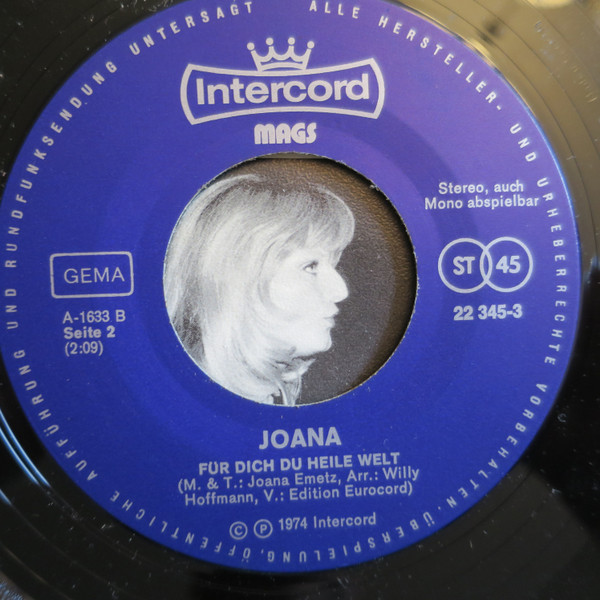 ALLE HERSTELLER- UND URHEBERRECHTE VORBEHALTEN. ÜBERSPIELUNG, ÖFFENTLICHE AUFFÜHRUNG UND RUNDFUNKSENDUNG UNTERSAGT
Intercord
MAGS
Stereo, auch
Mono abspielbar
GEMA
ST 45
A-1633 B
Seite 2
(2:09)
22 345-3
JOANA
FÜR DICH DU HEILE WELT
(M. & T.: Joana Emetz, Arr.: Willy
Hoffmann, V.: Edition Eurocord)
© ℗ 1974 Intercord